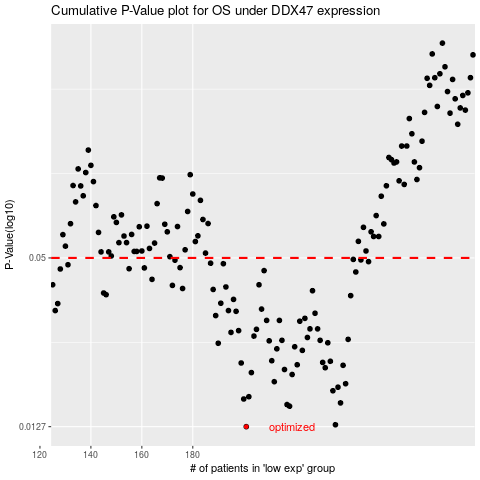 Cumulative P-Value plot for OS under DDX47 expression
P-Value(log10)
0.05
0.0127
optimized
120 140 160 180
# of patients in 'low exp' group